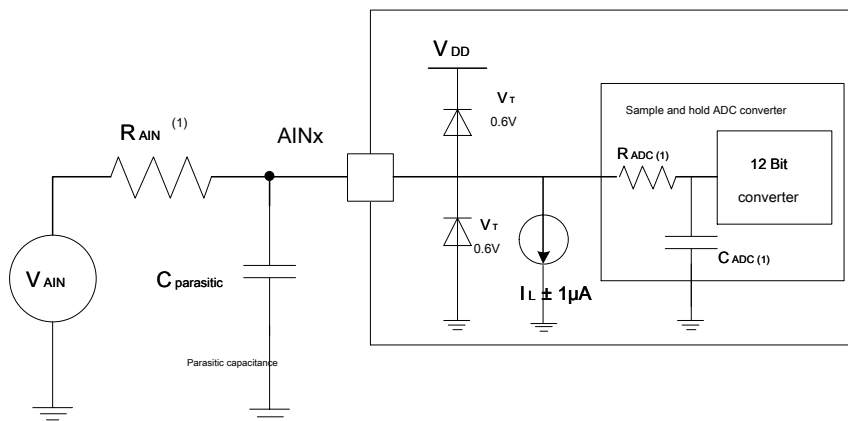 V DD
V T
0.6V
Sample and hold ADC converter
R AIN (1)
AINx
R ADC (1)
12 Bit
converter
V T
0.6V
C ADC (1)
V AIN
C parasitic
I L ± 1µA
Parasitic capacitance